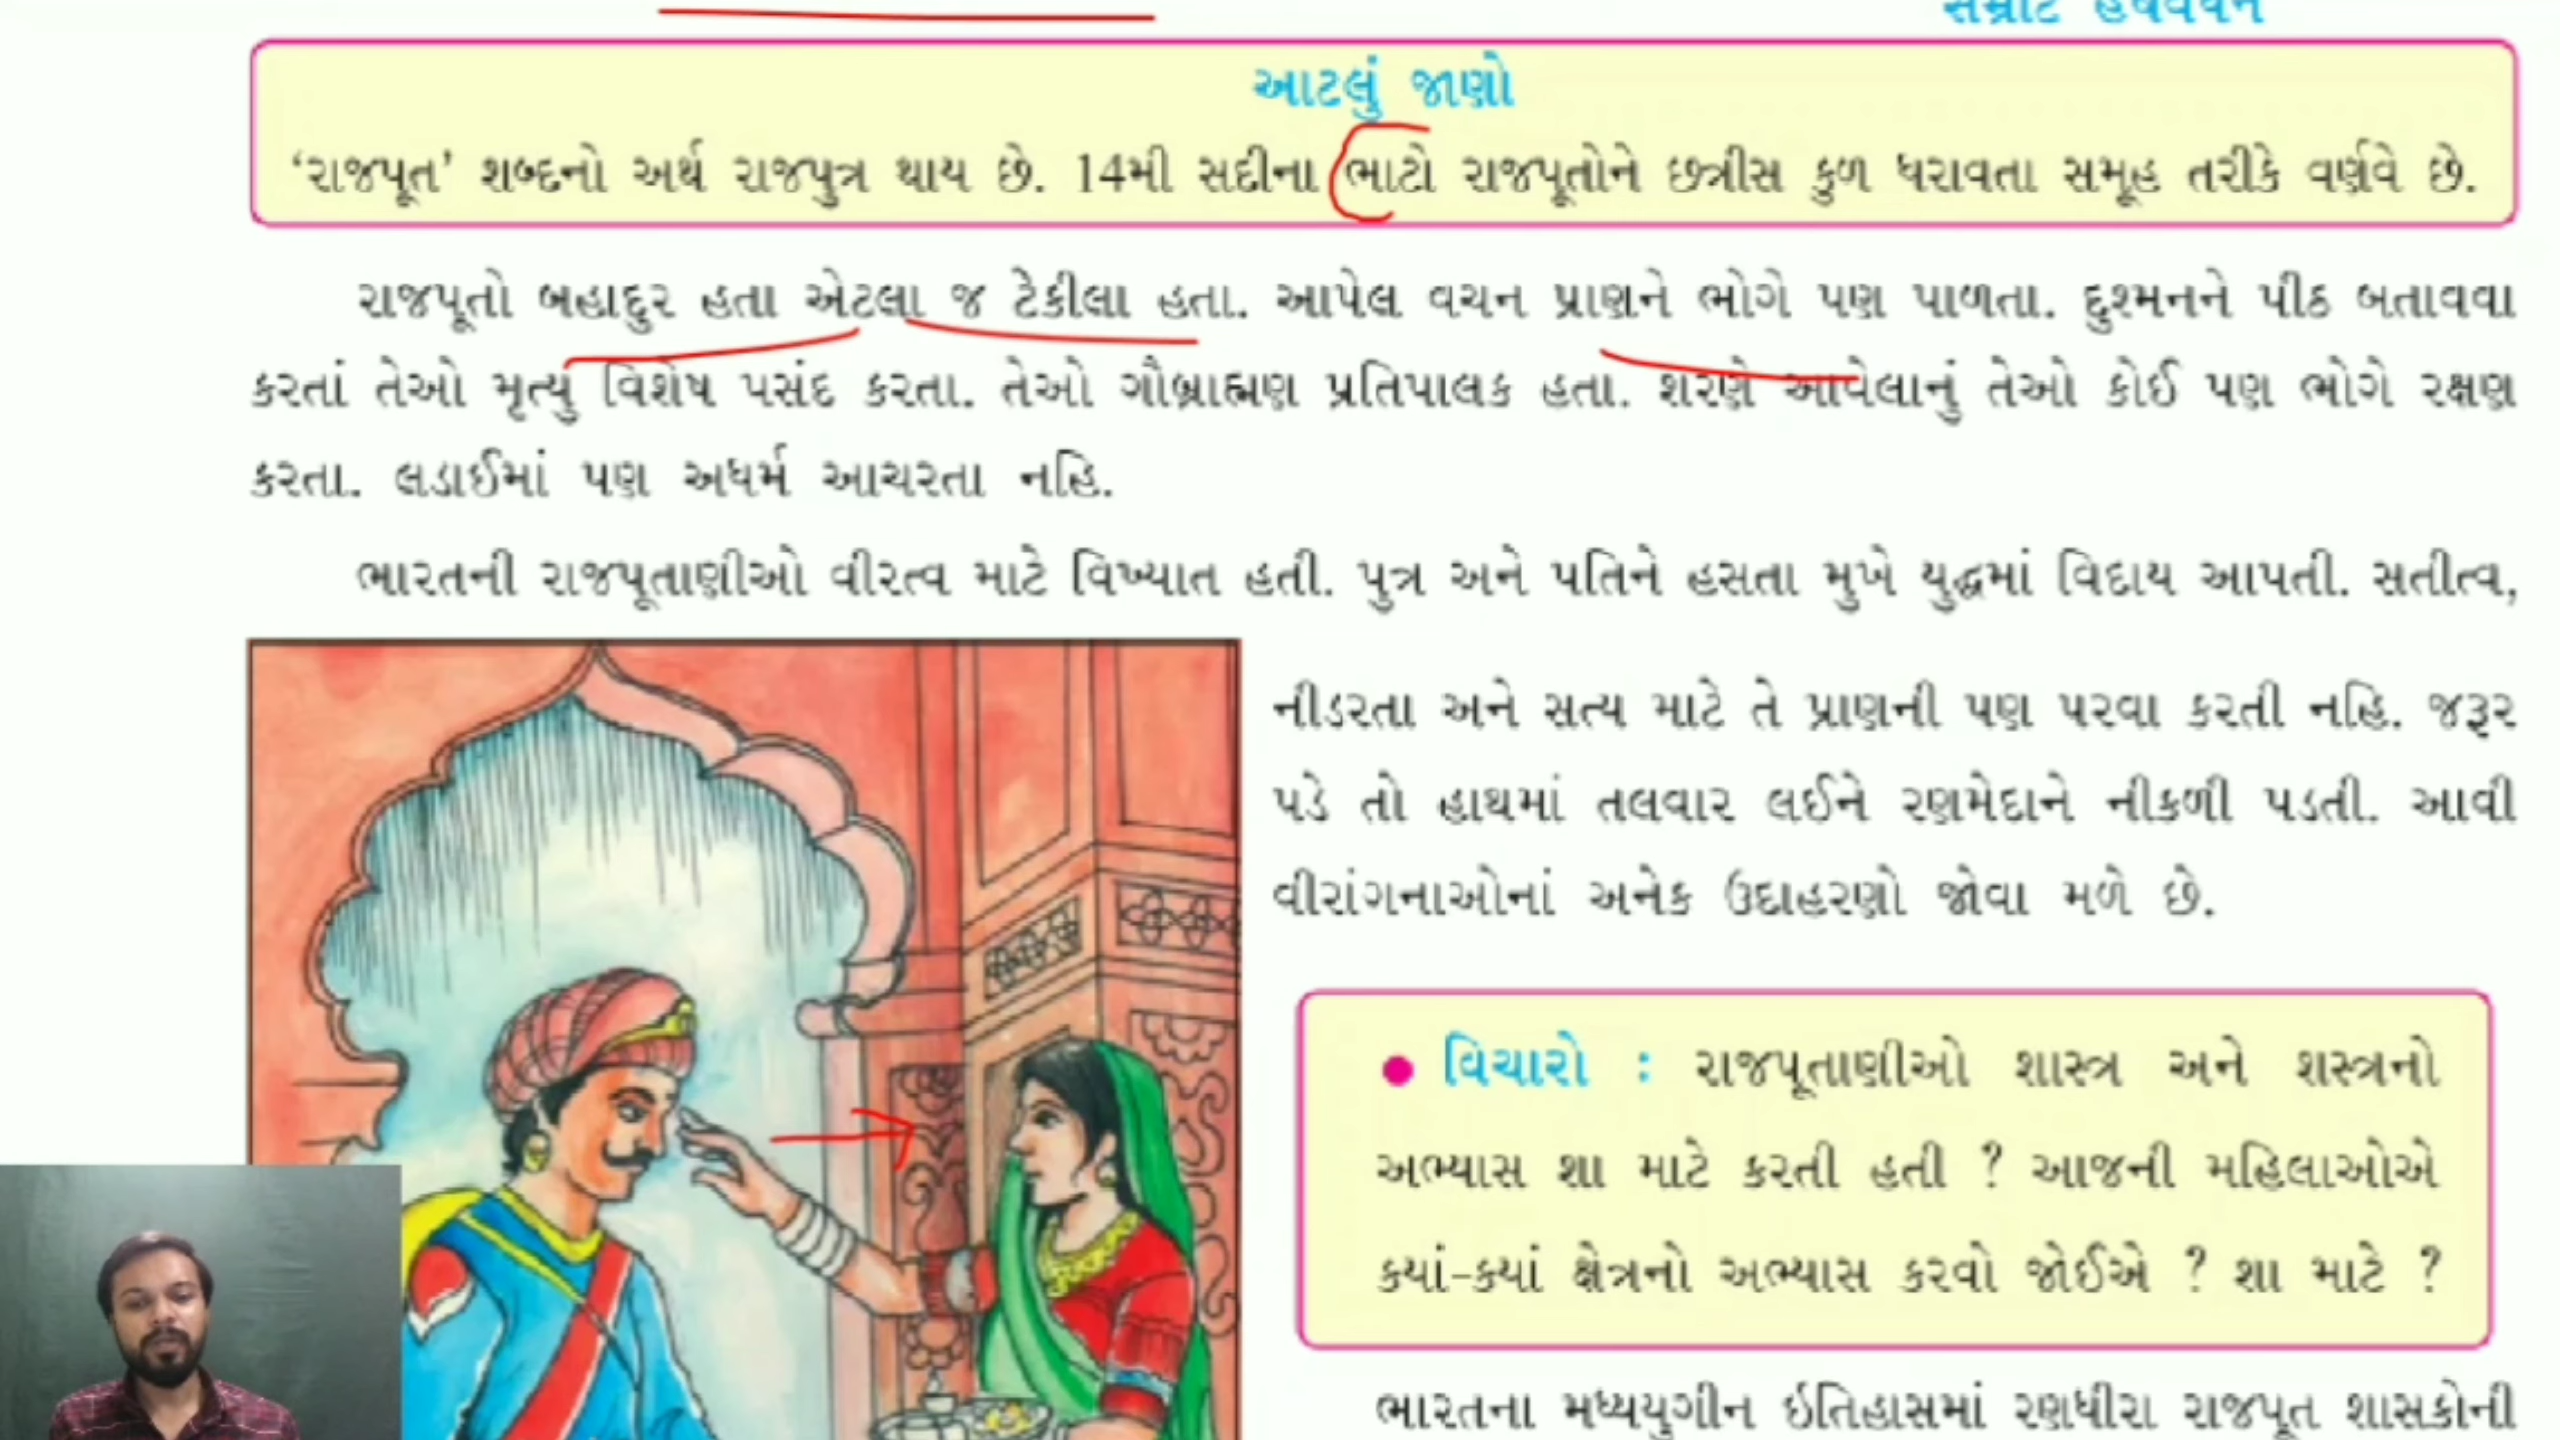 સમ્રાટ હર્ષવર્ધન
આટલું જાણો
‘રાજપૂત’ શબ્દનો અર્થ રાજપુત્ર થાય છે. 14મી સદીના ભાટો રાજપૂતોને છત્રીસ કુળ ધરાવતા સમૂહ તરીકે વર્ણવે છે.
રાજપૂતો બહાદુર હતા એટલા જ ટેકીલા હતા. આપેલ વચન પ્રાણને ભોગે પણ પાળતા. દુશ્મનને પીઠ બતાવવા
કરતાં તેઓ મૃત્યુ વિશેષ પસંદ કરતા. તેઓ ગૌબ્રાહ્મણ પ્રતિપાલક હતા. શરણે આવેલાનું તેઓ કોઈ પણ ભોગે રક્ષણ
કરતા. લડાઈમાં પણ અધર્મ આચરતા નહિ.
ભારતની રાજપૂતાણીઓ વીરત્વ માટે વિખ્યાત હતી. પુત્ર અને પતિને હસતા મુખે યુદ્ધમાં વિદાય આપતી. સતીત્વ,
નીડરતા અને સત્ય માટે તે પ્રાણની પણ પરવા કરતી નહિ. જરૂર
પડે તો હાથમાં તલવાર લઈને રણમેદાને નીકળી પડતી. આવી
વીરાંગનાઓનાં અનેક ઉદાહરણો જોવા મળે છે.
● વિચારો : રાજપૂતાણીઓ શાસ્ત્ર અને શસ્ત્રનો
અભ્યાસ શા માટે કરતી હતી ? આજની મહિલાઓએ
કયાં-કયાં ક્ષેત્રનો અભ્યાસ કરવો જોઈએ ? શા માટે ?
ભારતના મધ્યયુગીન ઇતિહાસમાં રણધીરા રાજપૂત શાસકોની